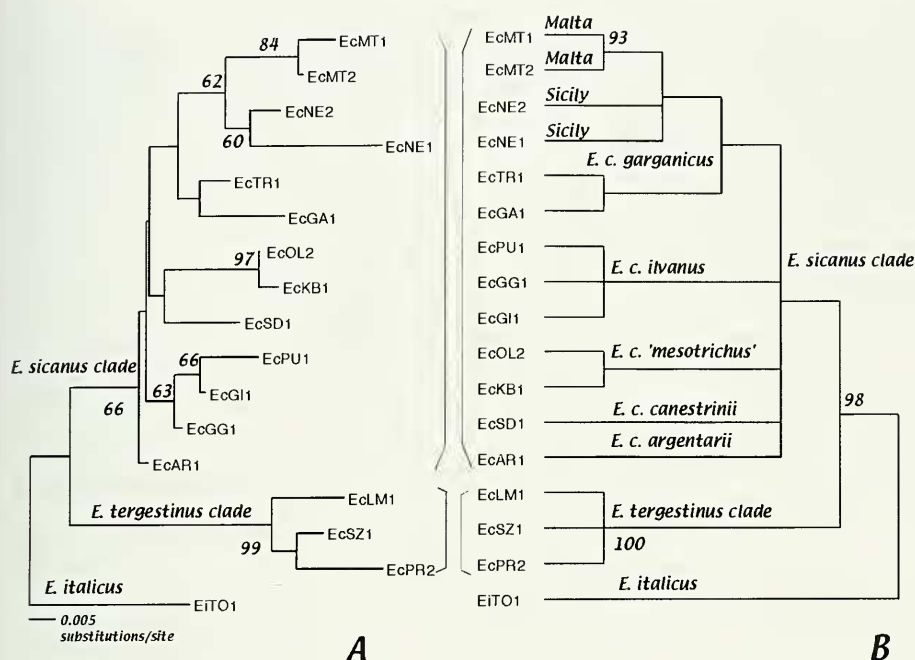 84
EcMT1
EcMT2
62
EcNE2
60
EcNE1
EcTR1
EcGA1
97
EcOL2
EcKB1
EcSD1
E. sicanus clade
66
66
EcPU1
63
EcGI1
EcGG1
EcAR1
E. tergestinus clade
99
EcLM1
EcSZ1
EcPR2
E. italicus
EiTO1
0.005
substitutions/site
A
EcMT1
Malta
93
EcMT2
Malta
EcNE2
Sicily
EcNE1
Sicily
E. c. garganicus
EcTR1
EcGA1
EcPU1
E. c. ilvanus
E. sicanus clade
EcGG1
EcGI1
EcOL2
E. c. 'mesotrichus'
EcKB1
EcSD1
E. c. canestrinii
98
EcAR1
E. c. argentarii
EcLM1
E. tergestinus clade
EcSZ1
100
EcPR2
E. italicus
EiTO1
B